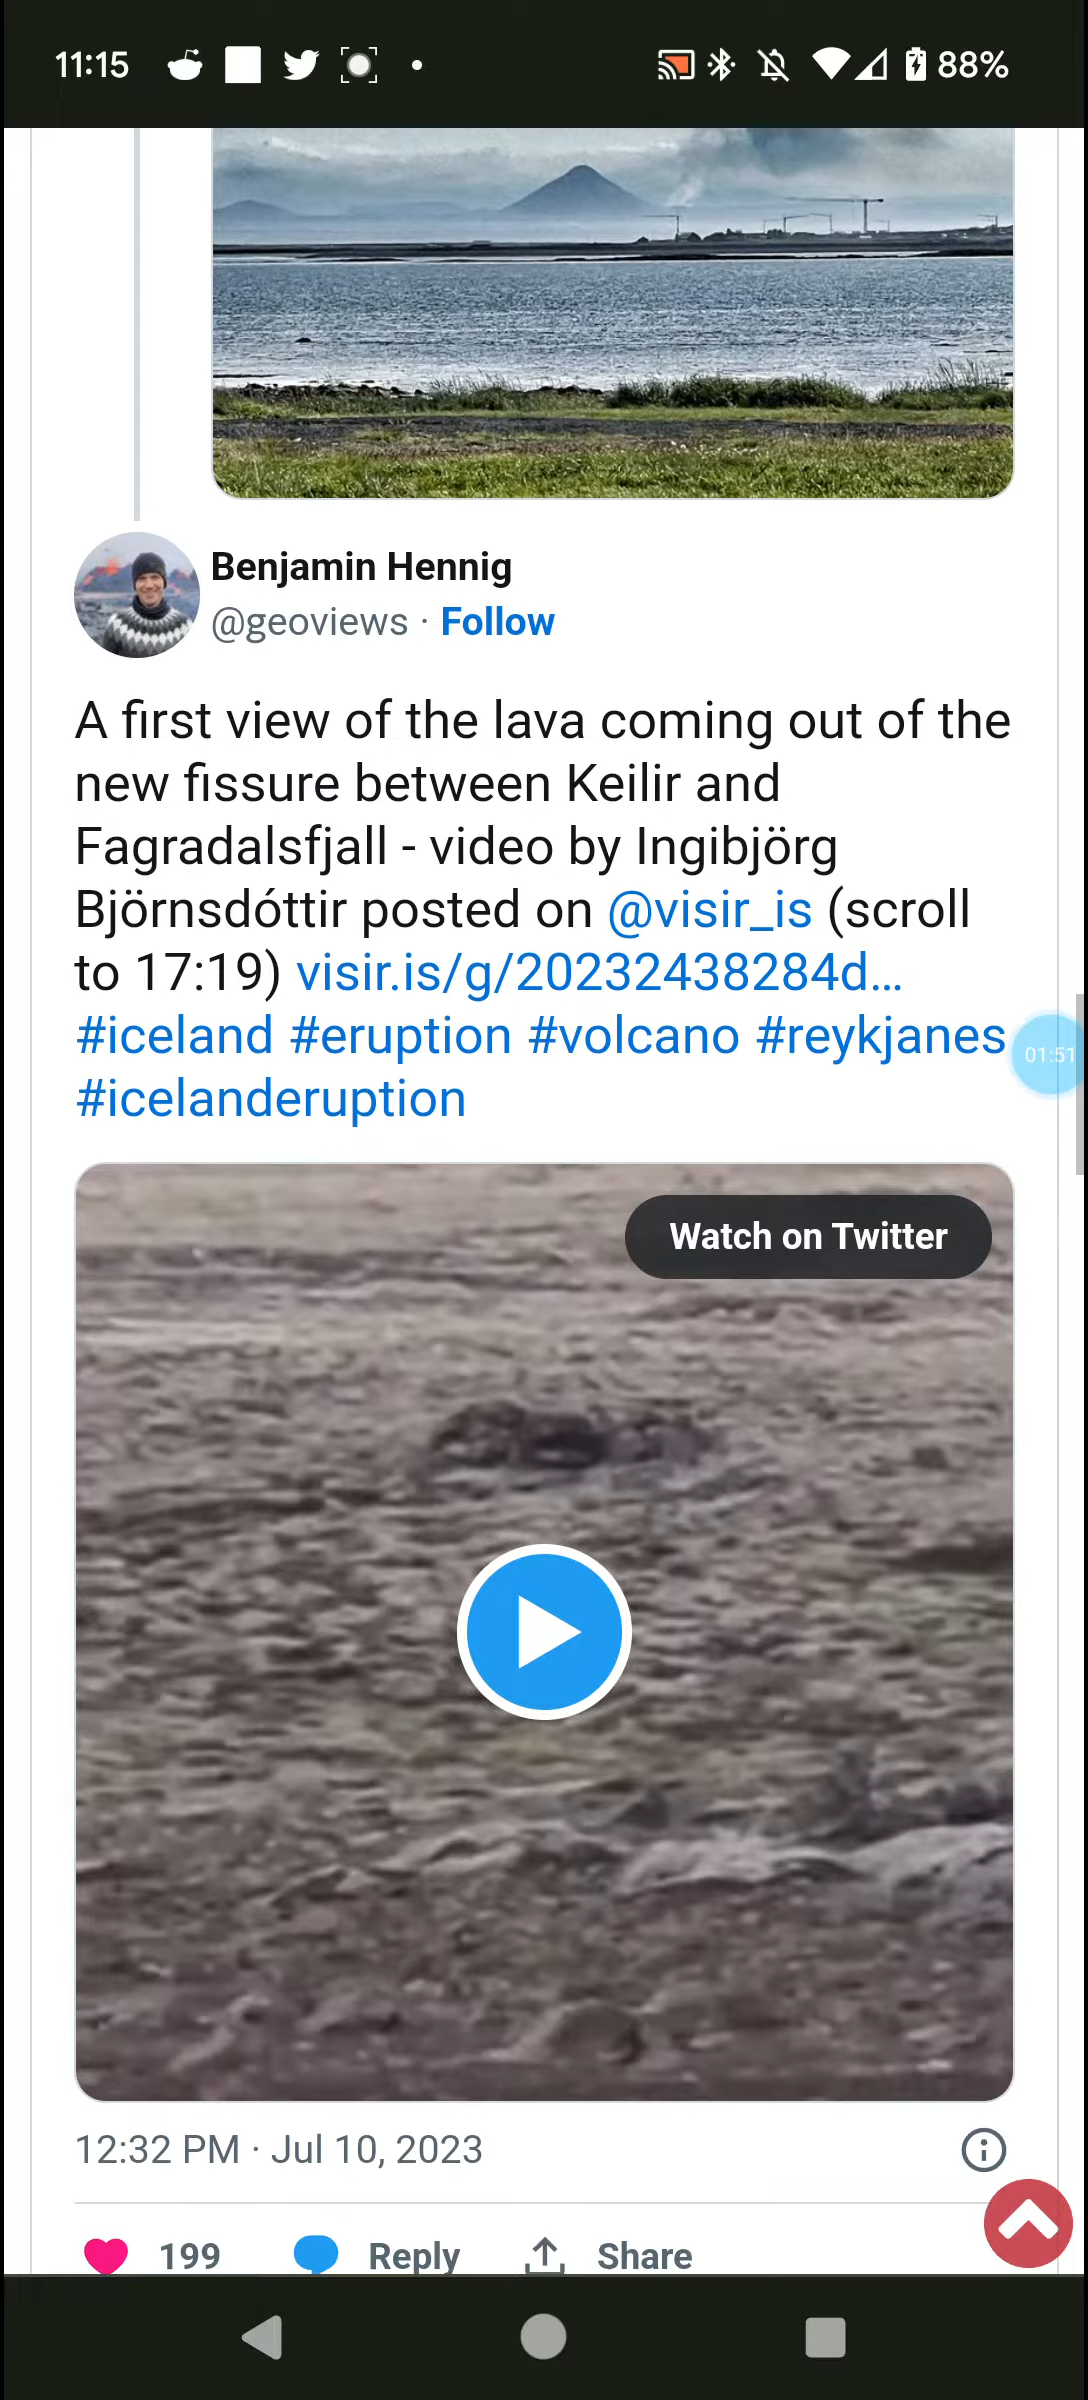 11:15
88%
Benjamin Hennig
@geoviews · Follow
A first view of the lava coming out of the
new fissure between Keilir and
Fagradalsfjall - video by Ingibjörg
Björnsdóttir posted on @visir_is (scroll
to 17:19) visir.is/g/20232438284d…
#iceland #eruption #volcano #reykjanes
#icelanderuption
01:51
Watch on Twitter
12:32 PM · Jul 10, 2023
199 Reply Share